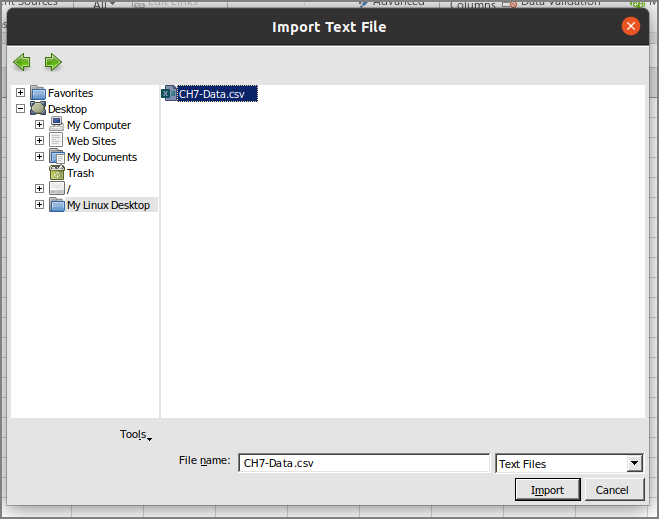 Import Text File
Favorites
Desktop
My Computer
Web Sites
My Documents
Trash
/
My Linux Desktop
CH7-Data.csv
Tools
File name:
CH7-Data.csv
Text Files
Import
Cancel